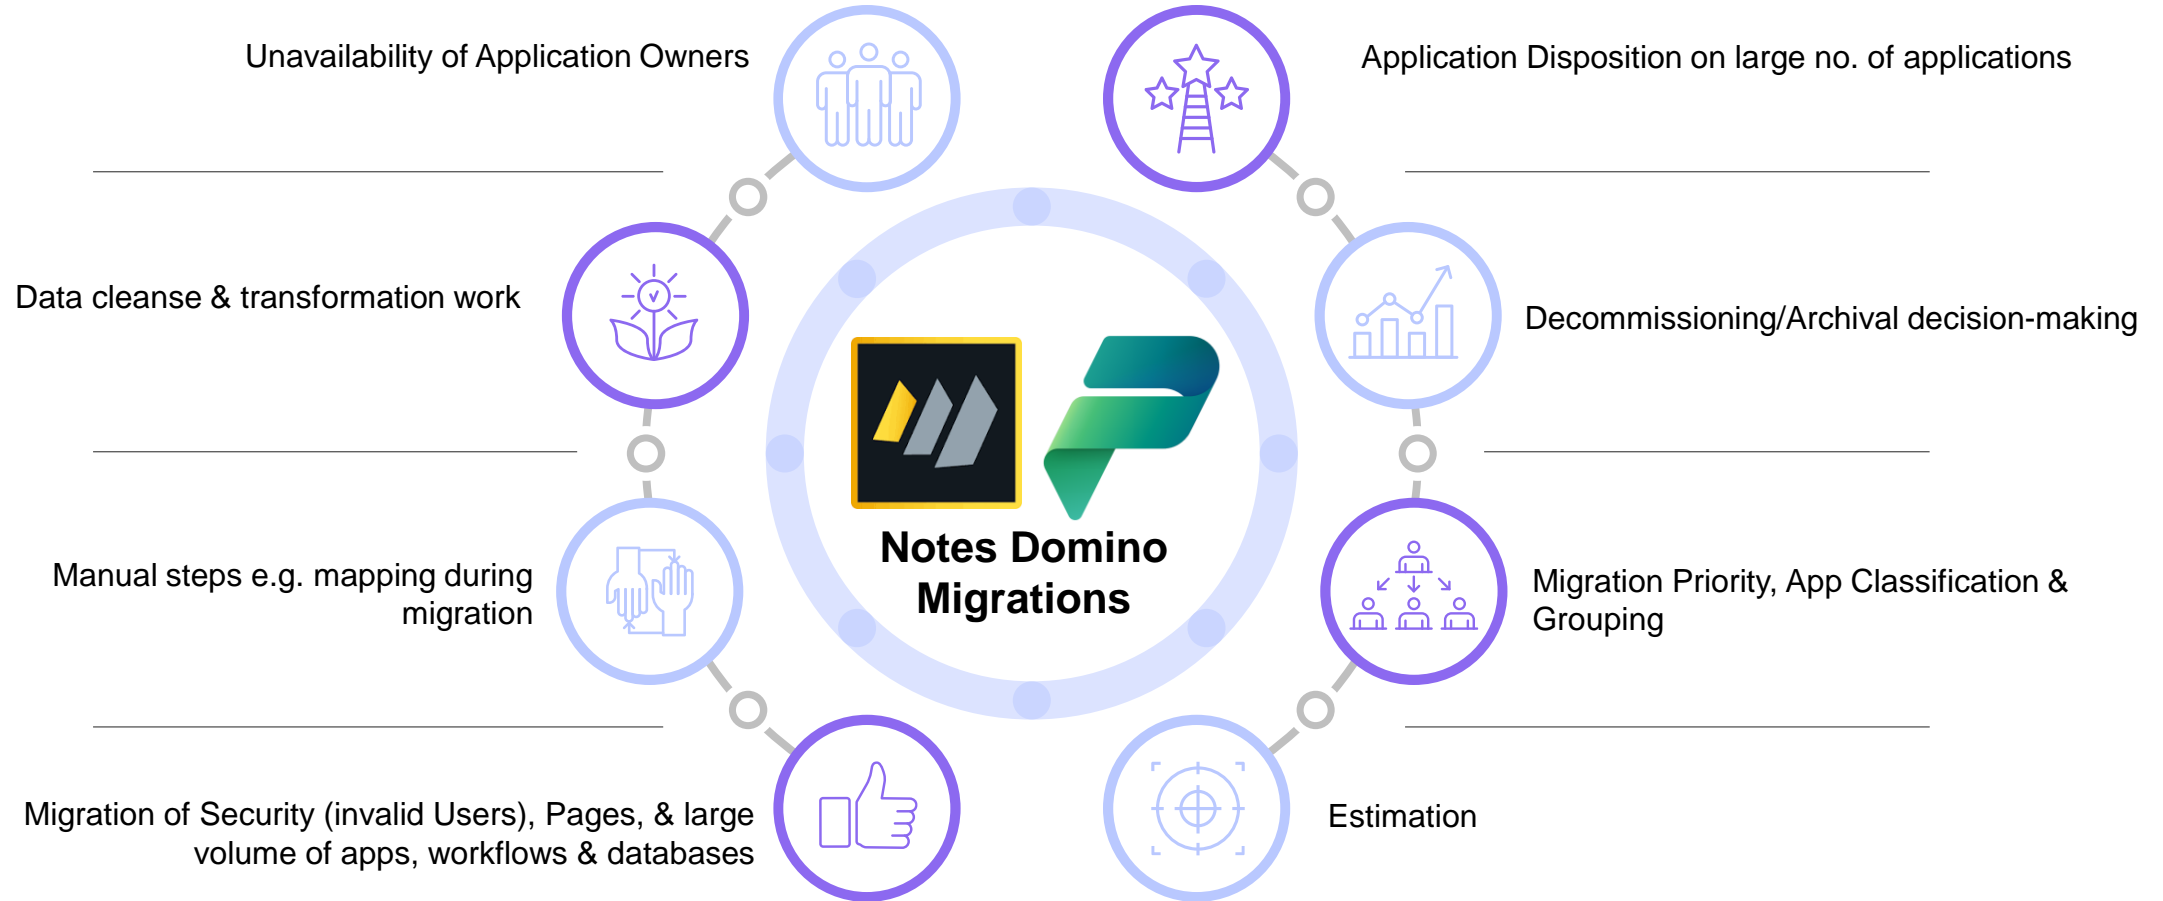 Unavailability of Application Owners
Application Disposition on large no. of applications
Data cleanse & transformation work
Decommissioning/Archival decision-making
Notes Domino
Migrations
Manual steps e.g. mapping during
migration
Migration Priority, App Classification &
Grouping
Migration of Security (invalid Users), Pages, & large
volume of apps, workflows & databases
Estimation